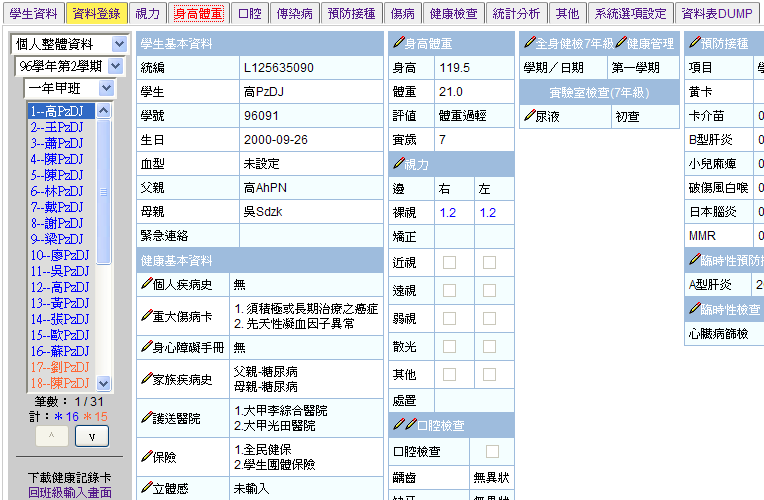 學生資料 資料登錄 視力 身高體重 口腔 傳染病 預防接種 傷病 健康檢查 統計分析 其他 系統選項設定 資料表DUMP
個人整體資料
96學年第2學期
一年甲班
1--高PzDJ
2--王PzDJ
3--蕭PzDJ
4--陳PzDJ
5--陳PzDJ
6--林PzDJ
7--戴PzDJ
8--謝PzDJ
9--梁PzDJ
10--廖PzDJ
11--吳PzDJ
12--高PzDJ
13--黃PzDJ
14--張PzDJ
15--歐PzDJ
16--蘇PzDJ
17--劉PzDJ
18--陳PzDJ
筆數： 1 / 31
計：＊16 ＊15
^ v
下載健康記錄卡
回班級輸入畫面
學生基本資料
統編 L125635090
學生 高PzDJ
學號 96091
生日 2000-09-26
血型 未設定
父親 高AhPN
母親 吳Sdzk
緊急連絡
健康基本資料
個人疾病史 無
重大傷病卡 1. 須積極或長期治療之癌症
2. 先天性凝血因子異常
身心障礙手冊 無
家族疾病史 父親-糖尿病
母親-糖尿病
護送醫院 1.大甲李綜合醫院
2.大甲光田醫院
保險 1.全民健保
2.學生團體保險
立體感 未輸入
身高體重
身高 119.5
體重 21.0
評値 體重過輕
實歲 7
視力
邊 右 左
裸視 1.2 1.2
矯正
近視
遠視
弱視
散光
其他
處置
口腔檢查
口腔檢查
齲齒 無異狀
缺牙 無異狀
全身健檢7年級 健康管理
學期／日期 第一學期
實驗室檢查(7年級)
尿液 初查
預防接種
項目
黃卡
卡介苗 0
B型肝炎 0
小兒麻痺 0
破傷風白喉 0
日本腦炎 0
MMR 0
臨時性預防接
A型肝炎 2
臨時性檢查
心臟病篩檢